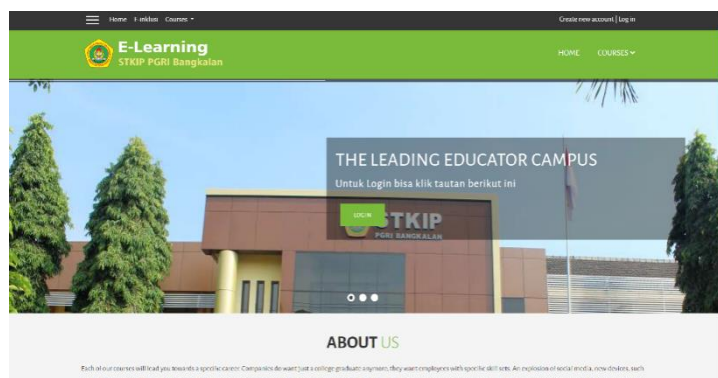 Home E-inklusi Courses
Create new account | Log in
E-Learning
STKIP PGRI Bangkalan
HOME COURSES
THE LEADING EDUCATOR CAMPUS
Untuk Login bisa klik tautan berikut ini
LOG IN
STKIP
PGRI BANGKALAN
ABOUT US
Each of our courses will lead you towards a specific career. Companies do want just a college graduate anymore, they want employees with specific skill sets. An explosion of social media, new devices, such